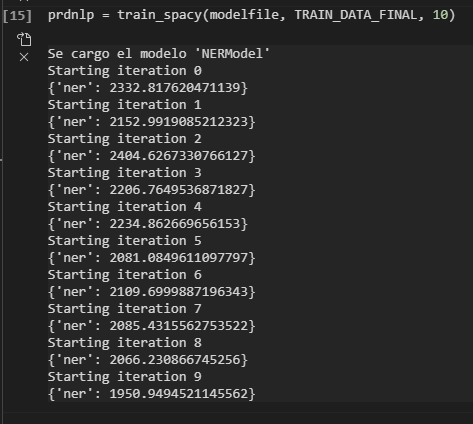 [15] prdnlp = train_spacy(modelfile, TRAIN_DATA_FINAL, 10)
Se cargo el modelo 'NERModel'
Starting iteration 0
{'ner': 2332.817620471139}
Starting iteration 1
{'ner': 2152.9919085212323}
Starting iteration 2
{'ner': 2404.6267330766127}
Starting iteration 3
{'ner': 2206.7649536871827}
Starting iteration 4
{'ner': 2234.862669656153}
Starting iteration 5
{'ner': 2081.0849611097797}
Starting iteration 6
{'ner': 2109.6999887196343}
Starting iteration 7
{'ner': 2085.4315562753522}
Starting iteration 8
{'ner': 2066.230866745256}
Starting iteration 9
{'ner': 1950.9494521145562}